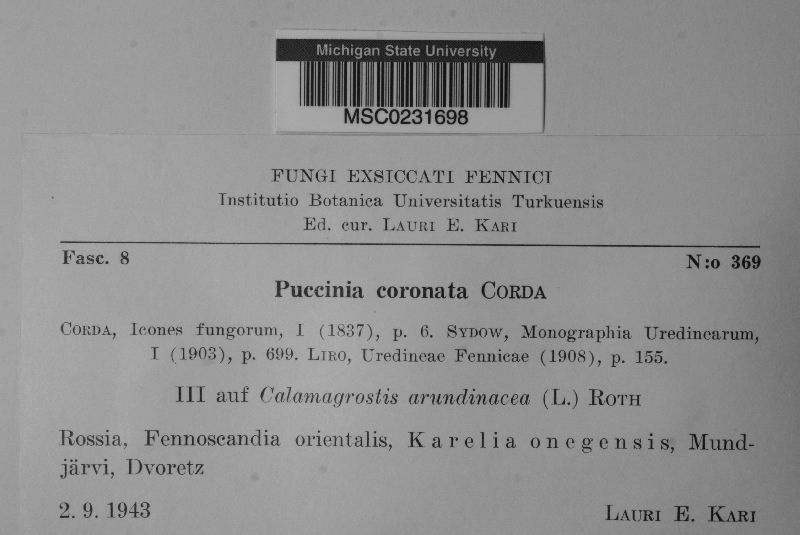 Michigan State University
MSC0231698
FUNGI EXSICCATI FENNICI
Institutio Botanica Universitatis Turkuensis
Ed. cur. LAURI E. KARI
Fasc. 8 N:o 369
Puccinia coronata CORDA
CORDA, Icones fungorum, I (1837), p. 6. SYDOW, Monographia Uredinearum,
I (1903), p. 699. LIRO, Uredineae Fennicae (1908), p. 155.
III auf Calamagrostis arundinacea (L.) ROTH
Rossia, Fennoscandia orientalis, Karelia onegensis, Mund-
järvi, Dvoretz
2. 9. 1943 LAURI E. KARI